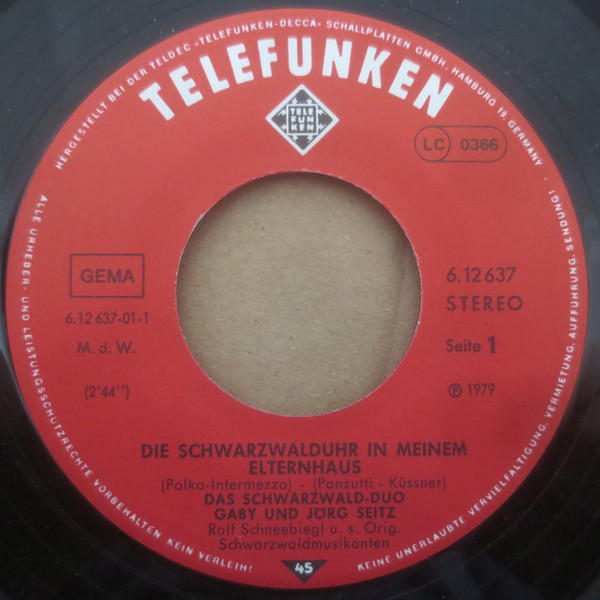 HERGESTELLT BEI DER TELDEC »TELEFUNKEN-DECCA« SCHALLPLATTEN GMBH, HAMBURG 19, GERMANY.
TELEFUNKEN
TELE
FUN
KEN
LC 0366
GEMA
6.12 637-01-1
M. d. W.
(2'44")
6.12 637
STEREO
Seite 1
℗ 1979
DIE SCHWARZWALDUHR IN MEINEM
ELTERNHAUS
(Polka-Intermezzo) - (Panzutti - Küssner)
DAS SCHWARZWALD-DUO
GABY UND JÖRG SEITZ
Rolf Schneebiegl u. s. Orig.
Schwarzwaldmusikanten
45
ALLE URHEBER- UND LEISTUNGSSCHUTZRECHTE VORBEHALTEN KEIN VERLEIH!
KEINE UNERLAUBTE VERVIELFÄLTIGUNG, VERMIETUNG, AUFFÜHRUNG, SENDUNG!